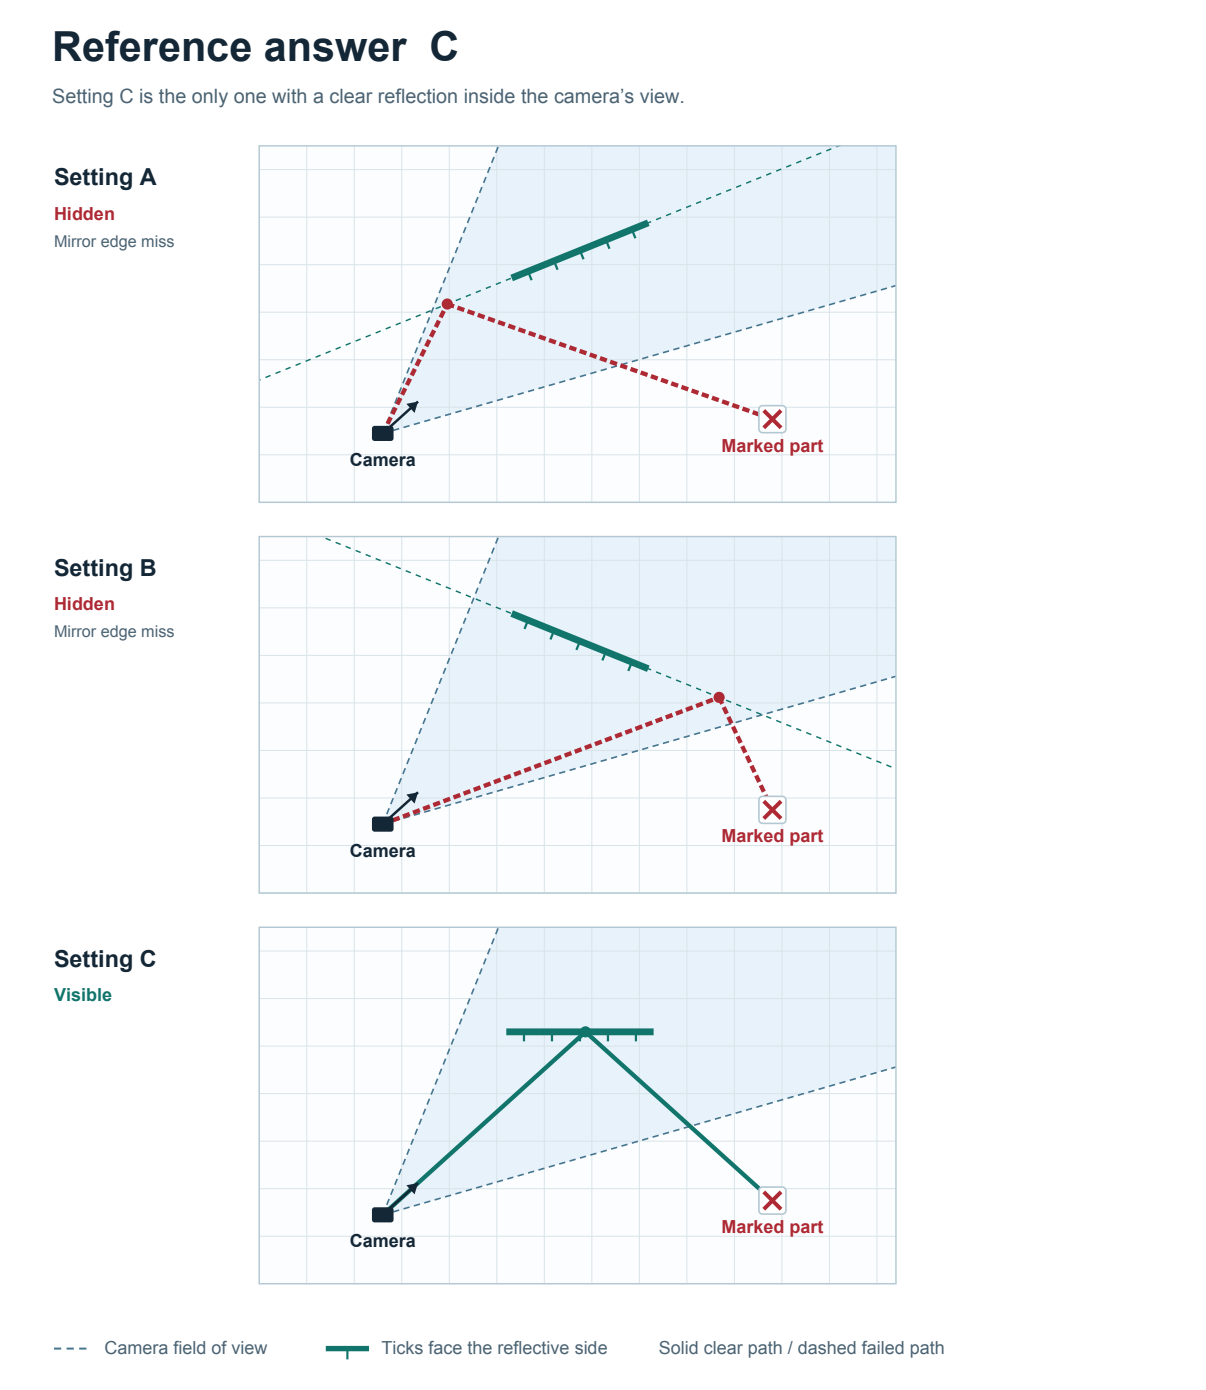 Reference answer C
Setting C is the only one with a clear reflection inside the camera’s view.
Setting A
Hidden
Mirror edge miss
Camera
Marked part
Setting B
Hidden
Mirror edge miss
Camera
Marked part
Setting C
Visible
Camera
Marked part
Camera field of view
Ticks face the reflective side
Solid clear path / dashed failed path